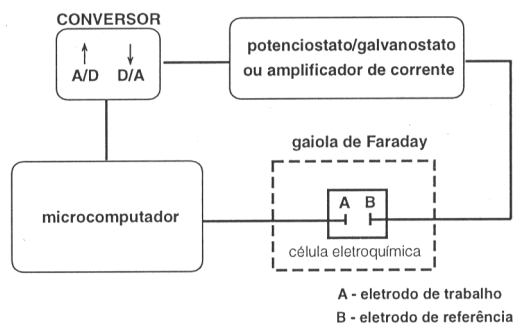 CONVERSOR
↑ ↓
A/D D/A
potenciostato/galvanostato
ou amplificador de corrente
gaiola de Faraday
A B
microcomputador
célula eletroquímica
A - eletrodo de trabalho
B - eletrodo de referência